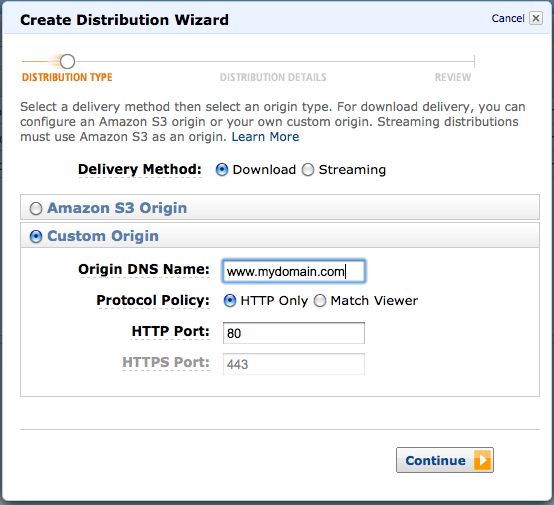 Create Distribution Wizard
Cancel
DISTRIBUTION TYPE
DISTRIBUTION DETAILS
REVIEW
Select a delivery method then select an origin type. For download delivery, you can
configure an Amazon S3 origin or your own custom origin. Streaming distributions
must use Amazon S3 as an origin. Learn More
Delivery Method: Download Streaming
Amazon S3 Origin
Custom Origin
Origin DNS Name: www.mydomain.com
Protocol Policy: HTTP Only Match Viewer
HTTP Port: 80
HTTPS Port: 443
Continue